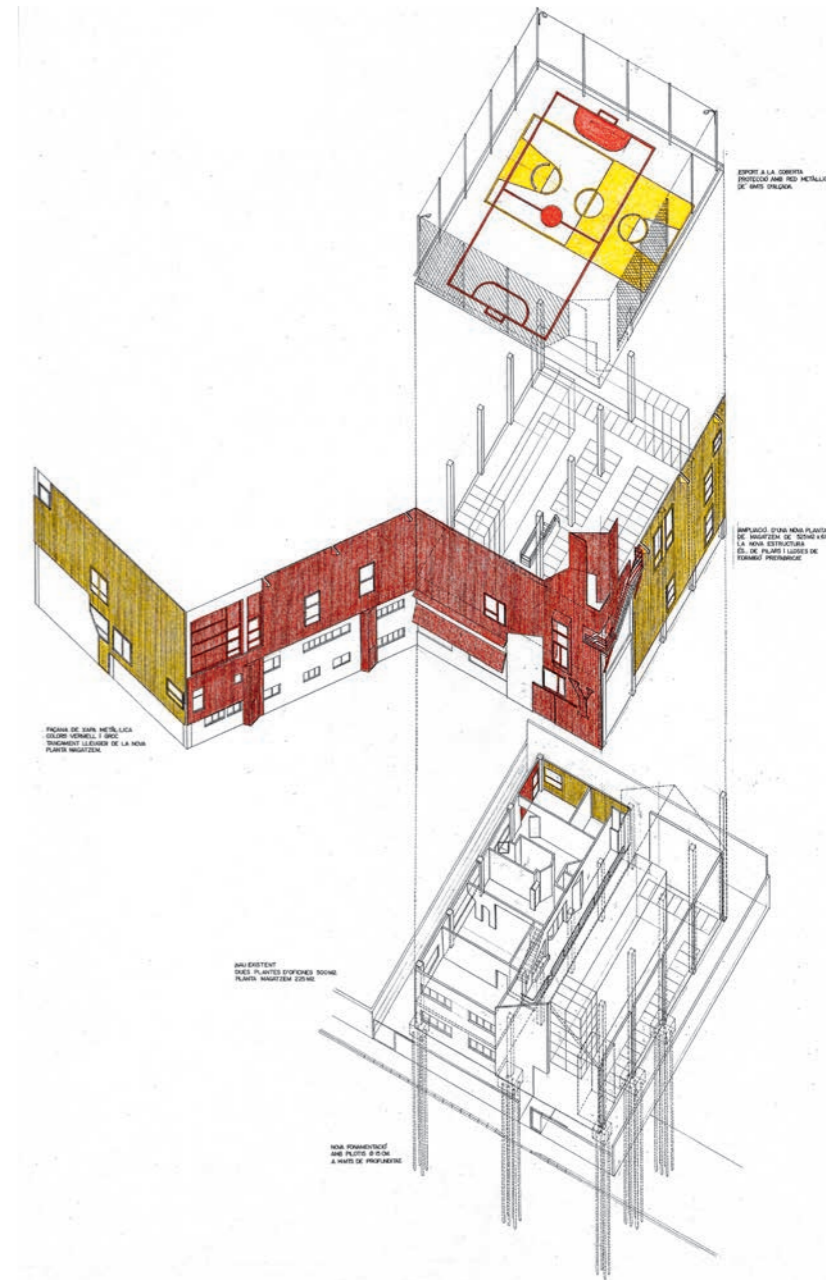 ESPORT A LA COBERTA
PROTECCIÓ AMB RED METÀL·LICA
DE 6MTS D'ALÇADA.
AMPLIACIÓ D'UNA NOVA PLANTA
DE MAGATZEM DE 525M2
LA NOVA ESTRUCTURA
ÉS, DE PILARS I LLOSES DE
FORMIGÓ PREFABRICAT
FAÇANA DE XAPA METÀL·LICA
COLORS VERMELL I GROC
TANCAMENT LLEUGER DE LA NOVA
PLANTA MAGATZEM.
NAU EXISTENT
DUES PLANTES D'OFICINES 300M2.
PLANTA MAGATZEM 225 M2
NOVA FONAMENTACIÓ
AMB PILOTIS Ø 15 CM
A MTS DE PROFUNDITAT.